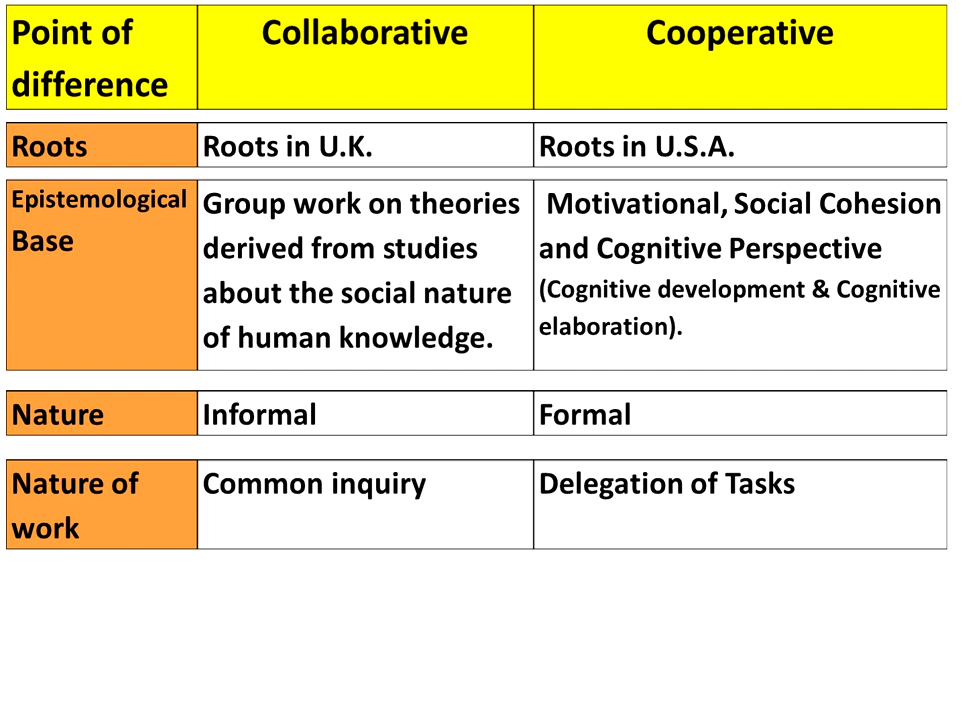 Point of difference
Collaborative
Cooperative
Roots
Roots in U.K.
Roots in U.S.A.
Epistemological
Base
Group work on theories
derived from studies
about the social nature
of human knowledge.
Motivational, Social Cohesion
and Cognitive Perspective
(Cognitive development & Cognitive
elaboration).
Nature
Informal
Formal
Nature of
work
Common inquiry
Delegation of Tasks